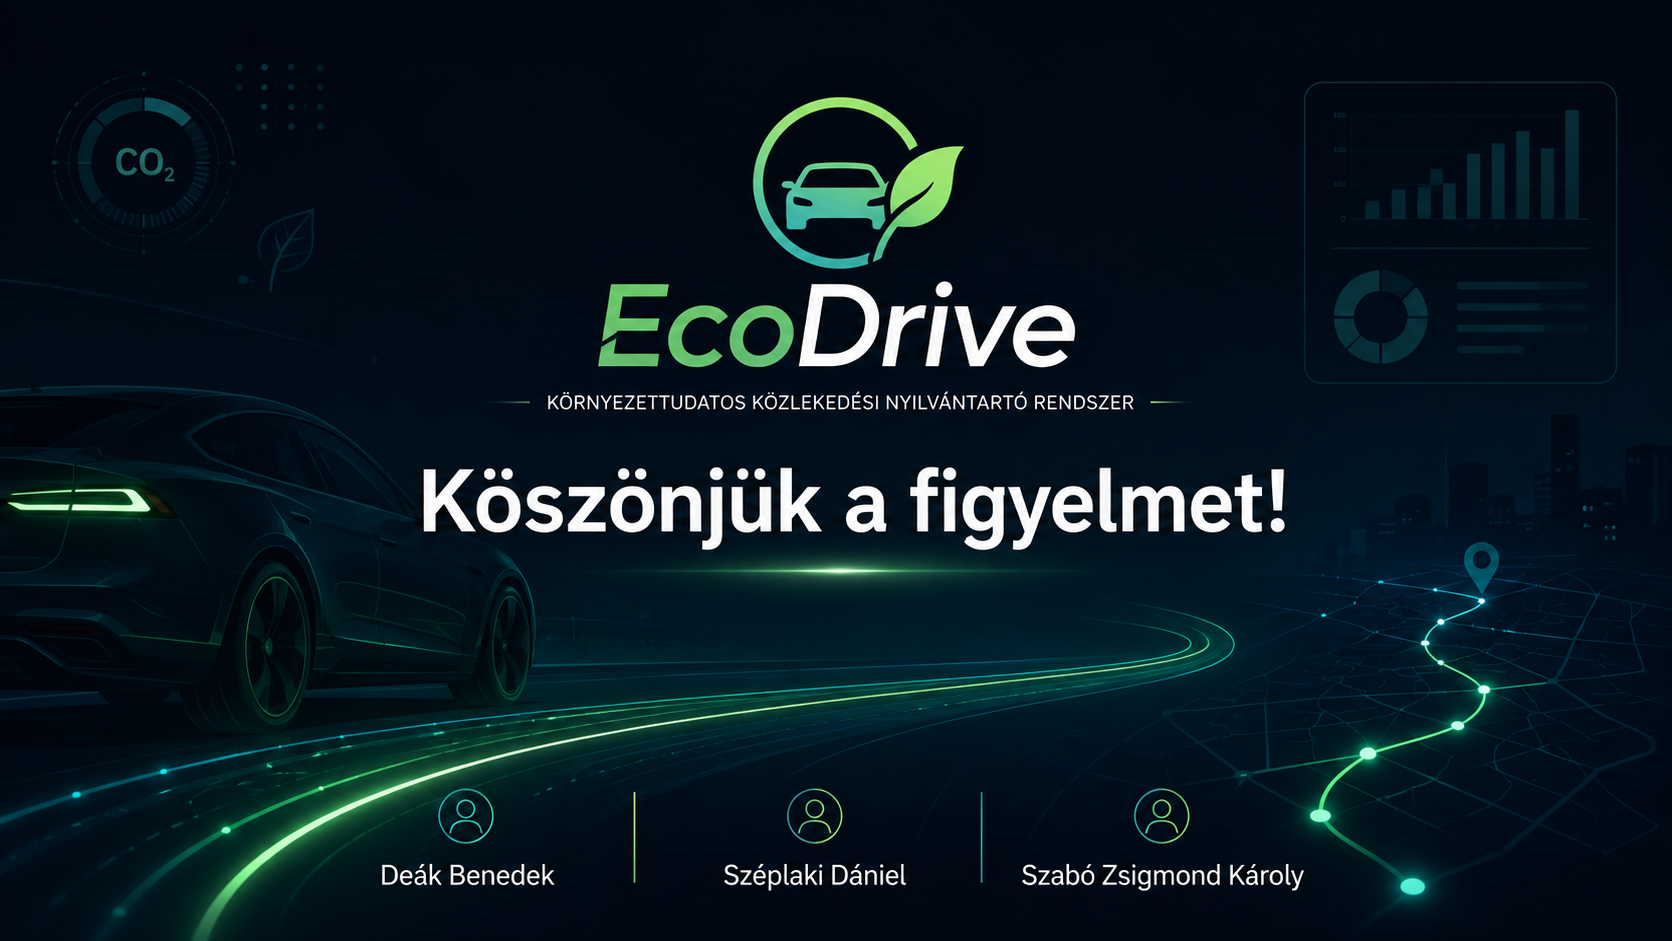 CO₂
EcoDrive
KÖRNYEZETTUDATOS KÖZLEKEDÉSI NYILVÁNTARTÓ RENDSZER
Köszönjük a figyelmet!
Deák Benedek
Széplaki Dániel
Szabó Zsigmond Károly